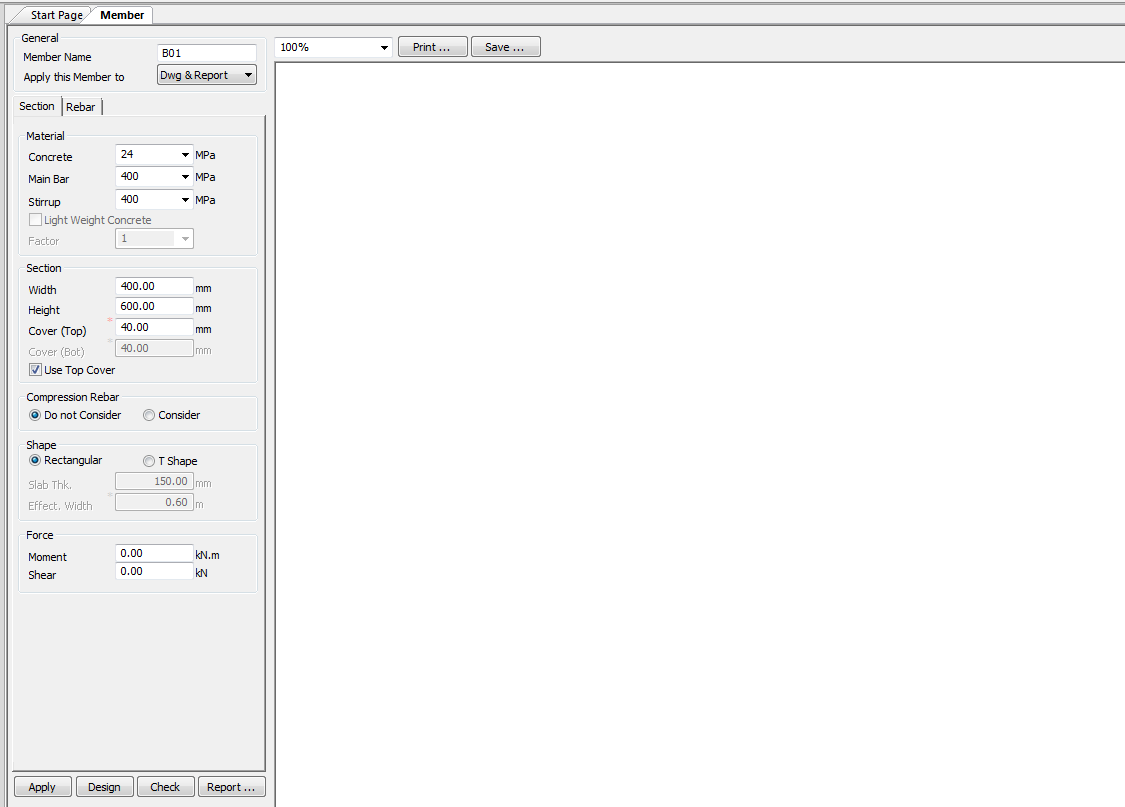 Start Page Member
General
Member Name B01
Apply this Member to Dwg & Report
100% Print ... Save ...
Section Rebar
Material
Concrete 24 MPa
Main Bar 400 MPa
Stirrup 400 MPa
Light Weight Concrete
Factor 1
Section
Width 400.00 mm
Height 600.00 mm
Cover (Top) * 40.00 mm
Cover (Bot) * 40.00 mm
Use Top Cover
Compression Rebar
Do not Consider Consider
Shape
Rectangular T Shape
Slab Thk. 150.00 mm
Effect. Width * 0.60 m
Force
Moment 0.00 kN.m
Shear 0.00 kN
Apply Design Check Report ...